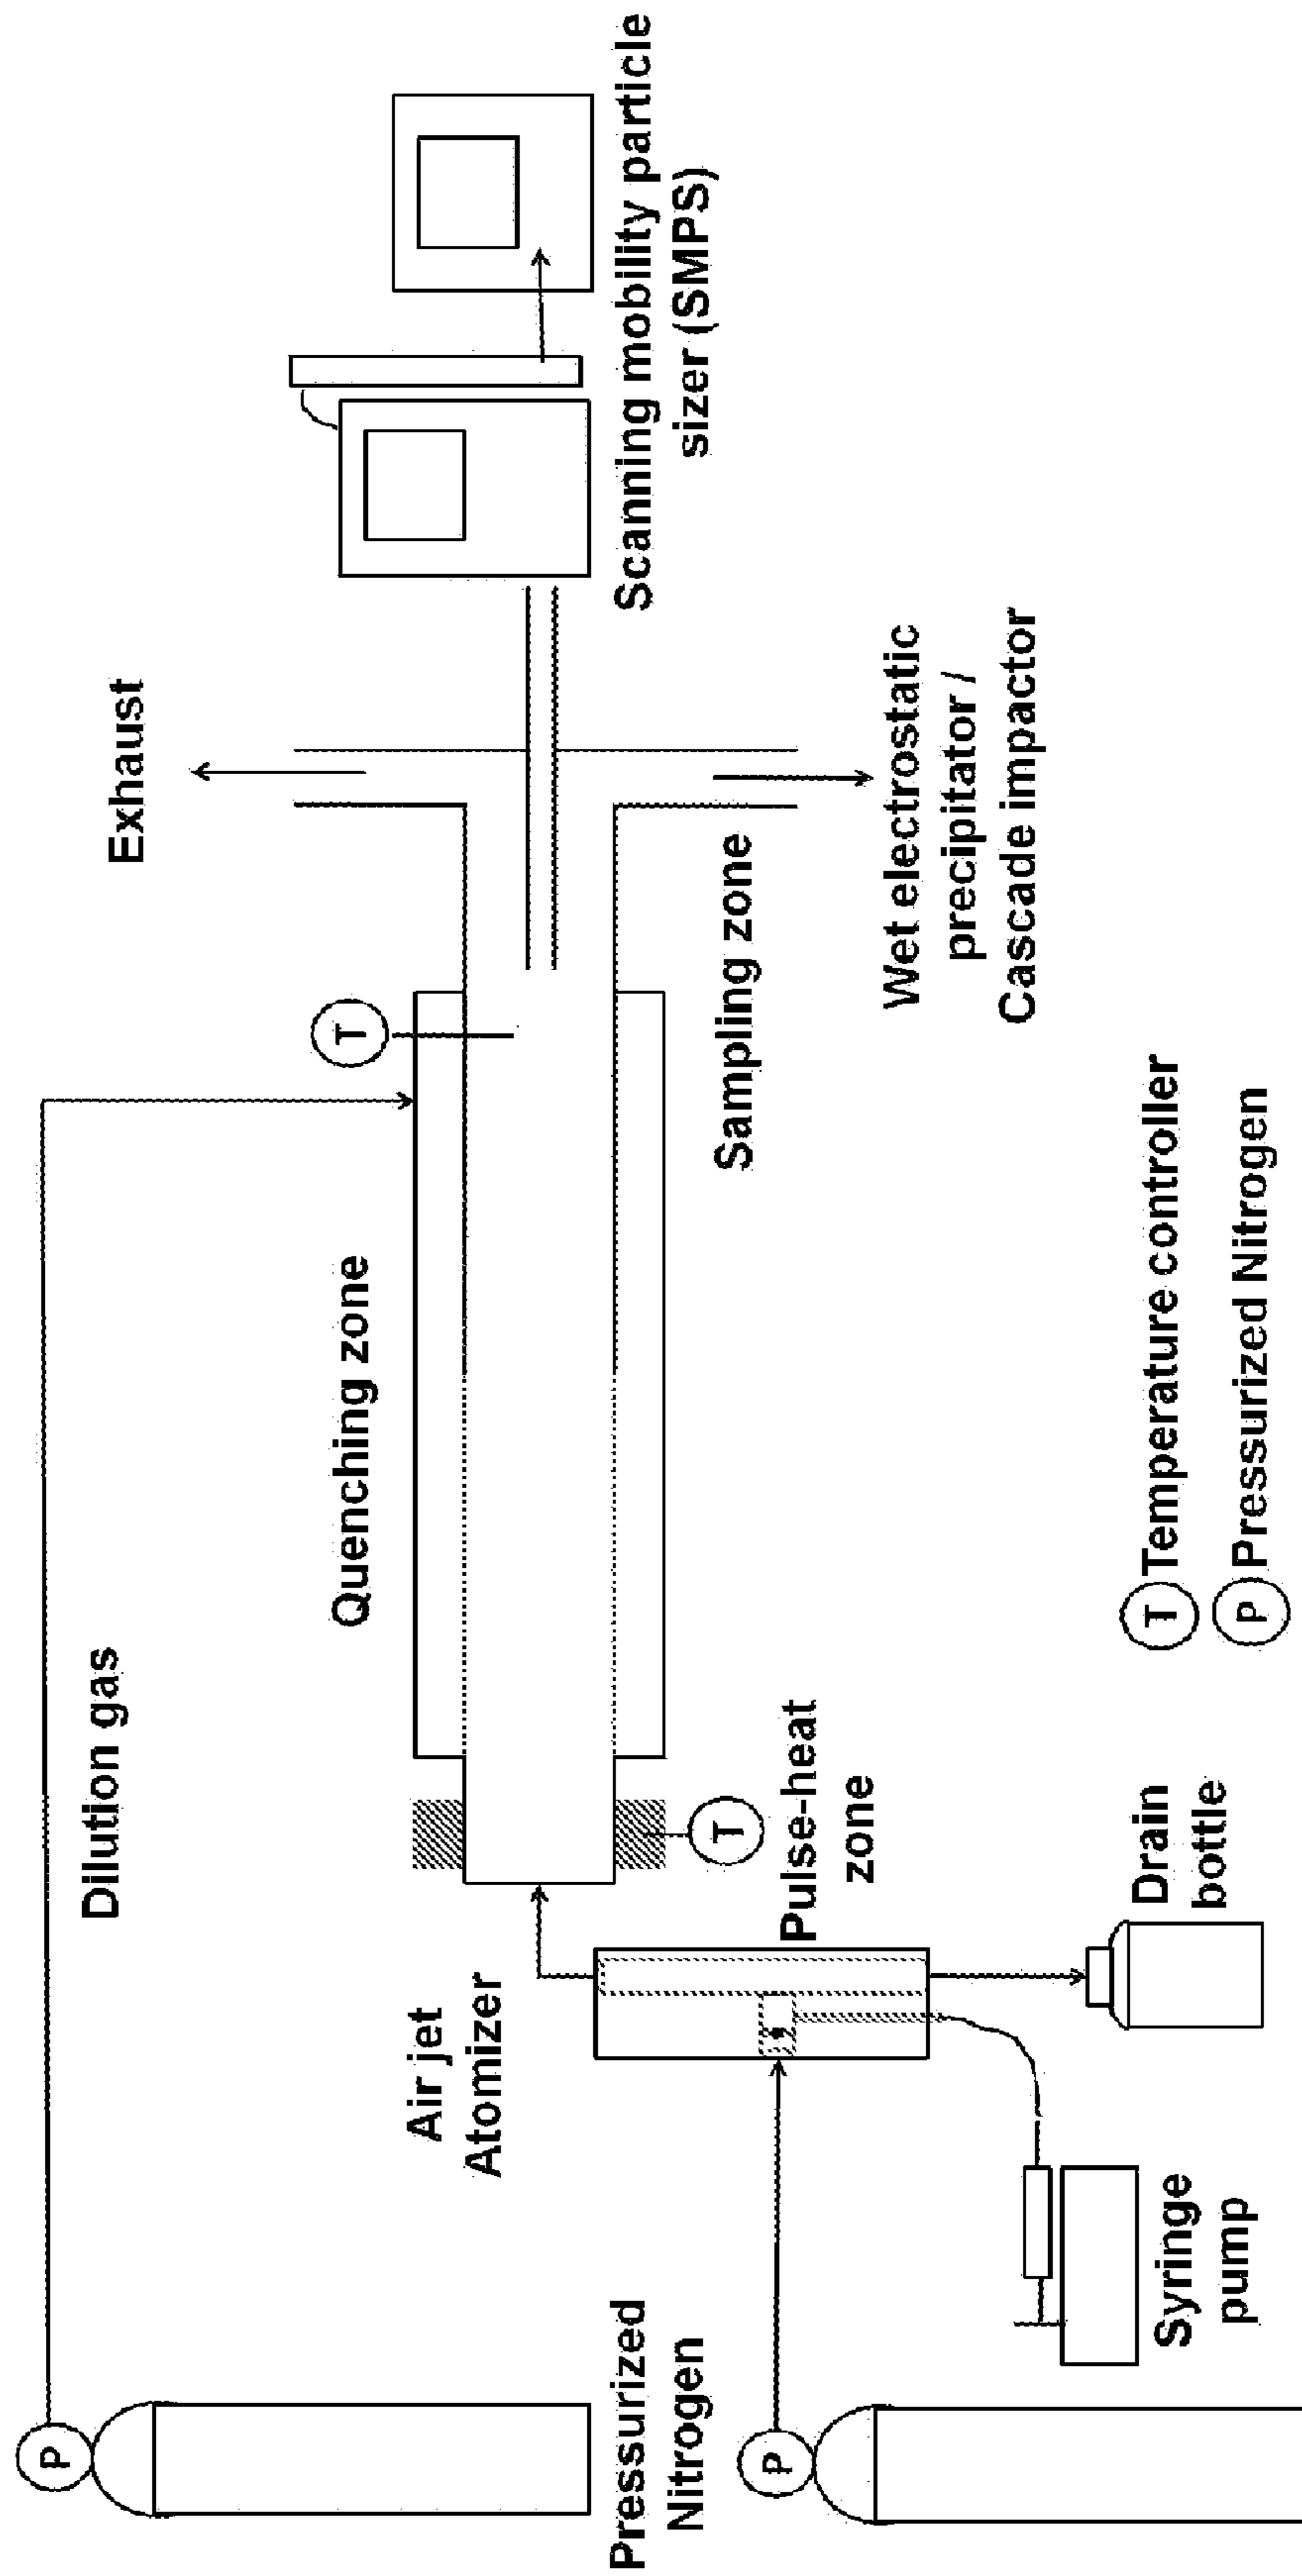 Dilution gas
Exhaust
Quenching zone
T
Scanning mobility particle
sizer (SMPS)
Air jet
Atomizer
P
Pressurized
Nitrogen
T
Pulse-heat
zone
Sampling zone
Wet electrostatic
precipitator /
Cascade impactor
P
Syringe
pump
Drain
bottle
T Temperature controller
P Pressurized Nitrogen